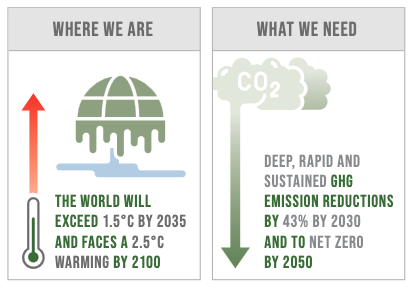 WHERE WE ARE
THE WORLD WILL
EXCEED 1.5°C BY 2035
AND FACES A 2.5°C
WARMING BY 2100
WHAT WE NEED
CO2
DEEP, RAPID AND
SUSTAINED GHG
EMISSION REDUCTIONS
BY 43% BY 2030
AND TO NET ZERO
BY 2050